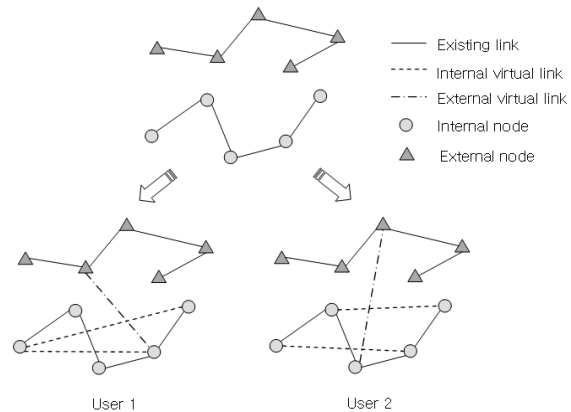 Existing link
Internal virtual link
External virtual link
Internal node
External node
User 1
User 2